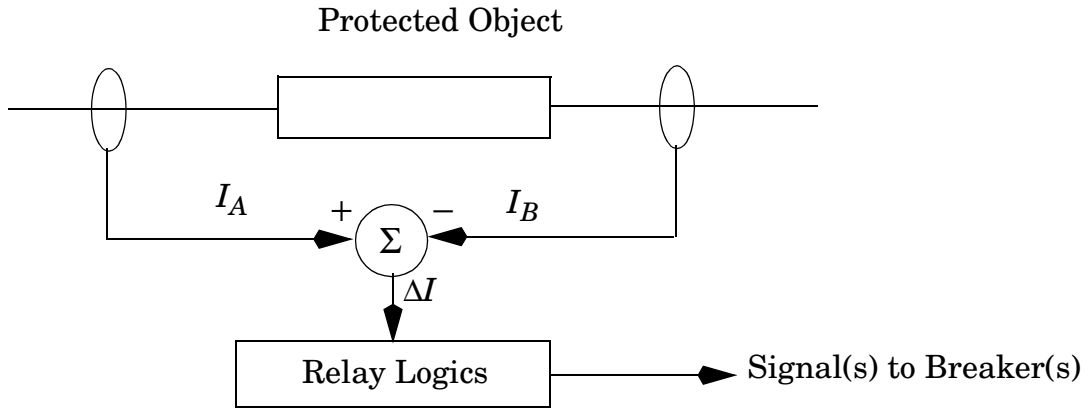 Protected Object
I_A + − I_B
Σ
ΔI
Relay Logics
Signal(s) to Breaker(s)